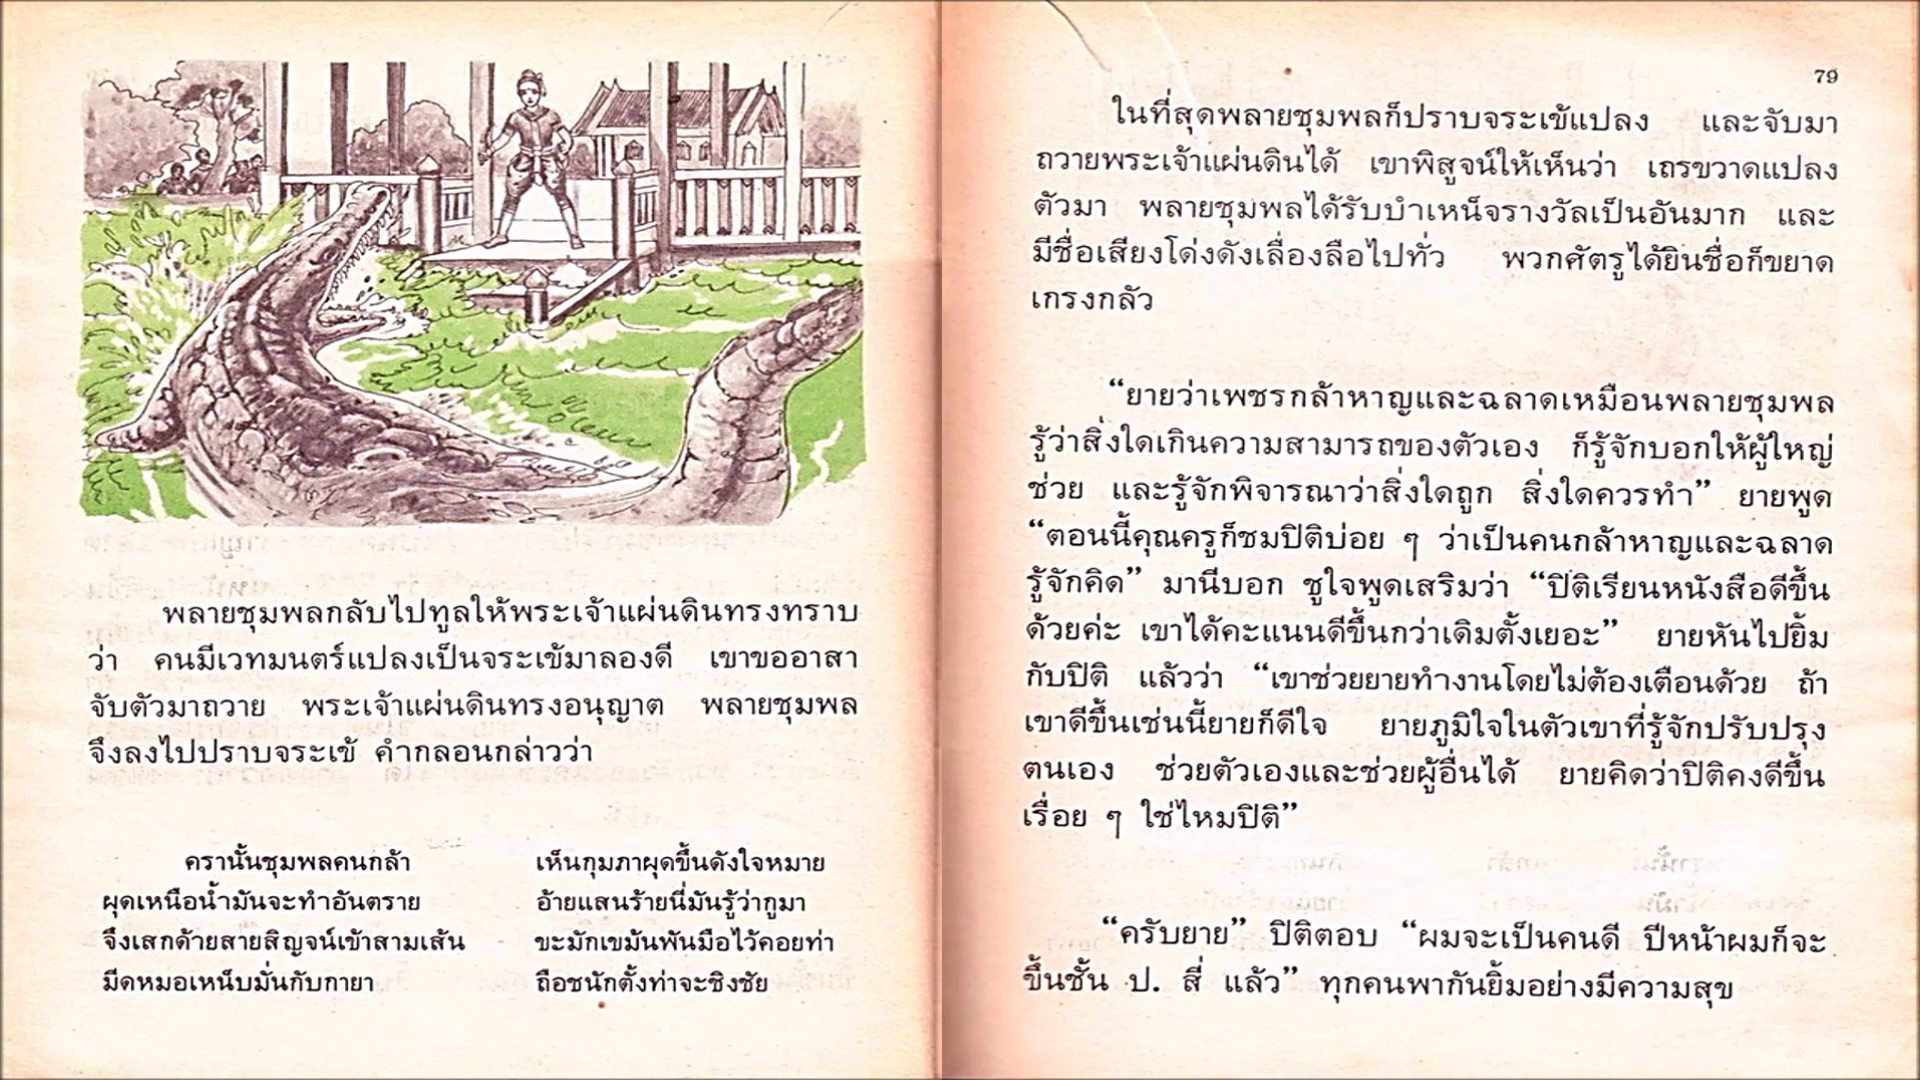 พลายชุมพลกลับไปทูลให้พระเจ้าแผ่นดินทรงทราบ
ว่า คนมีเวทมนตร์แปลงเป็นจระเข้มาลองดี เขาขออาสา
จับตัวมาถวาย พระเจ้าแผ่นดินทรงอนุญาต พลายชุมพล
จึงลงไปปราบจระเข้ คำกลอนกล่าวว่า
ครานั้นชุมพลคนกล้า เห็นกุมภาผุดขึ้นดังใจหมาย
ผุดเหนือน้ำมันจะทำอันตราย อ้ายแสนร้ายนี่มันรู้ว่ากูมา
จึงเสกด้ายสายสิญจน์เข้าสามเส้น ขะมักเขม้นพันมือไว้คอยท่า
มีดหมอเหน็บมั่นกับกายา ถือชนักตั้งท่าจะชิงชัย
79
ในที่สุดพลายชุมพลก็ปราบจระเข้แปลง และจับมา
ถวายพระเจ้าแผ่นดินได้ เขาพิสูจน์ให้เห็นว่า เถรขวาดแปลง
ตัวมา พลายชุมพลได้รับบำเหน็จรางวัลเป็นอันมาก และ
มีชื่อเสียงโด่งดังเลื่องลือไปทั่ว พวกศัตรูได้ยินชื่อก็ขยาด
เกรงกลัว
“ยายว่าเพชรกล้าหาญและฉลาดเหมือนพลายชุมพล
รู้ว่าสิ่งใดเกินความสามารถของตัวเอง ก็รู้จักบอกให้ผู้ใหญ่
ช่วย และรู้จักพิจารณาว่าสิ่งใดถูก สิ่งใดควรทำ” ยายพูด
“ตอนนี้คุณครูก็ชมปิติบ่อย ๆ ว่าเป็นคนกล้าหาญและฉลาด
รู้จักคิด” มานีบอก ชูใจพูดเสริมว่า “ปิติเรียนหนังสือดีขึ้น
ด้วยค่ะ เขาได้คะแนนดีขึ้นกว่าเดิมตั้งเยอะ” ยายหันไปยิ้ม
กับปิติ แล้วว่า “เขาช่วยยายทำงานโดยไม่ต้องเตือนด้วย ถ้า
เขาดีขึ้นเช่นนี้ยายก็ดีใจ ยายภูมิใจในตัวเขาที่รู้จักปรับปรุง
ตนเอง ช่วยตัวเองและช่วยผู้อื่นได้ ยายคิดว่าปิติคงดีขึ้น
เรื่อย ๆ ใช่ไหมปิติ”
“ครับยาย” ปิติตอบ “ผมจะเป็นคนดี ปีหน้าผมก็จะ
ขึ้นชั้น ป. สี่ แล้ว” ทุกคนพากันยิ้มอย่างมีความสุข